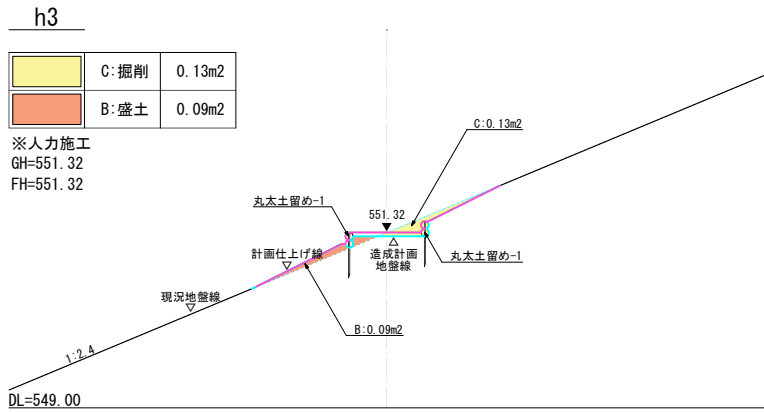 h3
C:掘削 0.13m2
B:盛土 0.09m2
※人力施工
GH=551.32
FH=551.32
C:0.13m2
丸太土留め-1
551.32
計画仕上げ線
造成計画
地盤線
丸太土留め-1
現況地盤線
B:0.09m2
1:2.4
DL=549.00